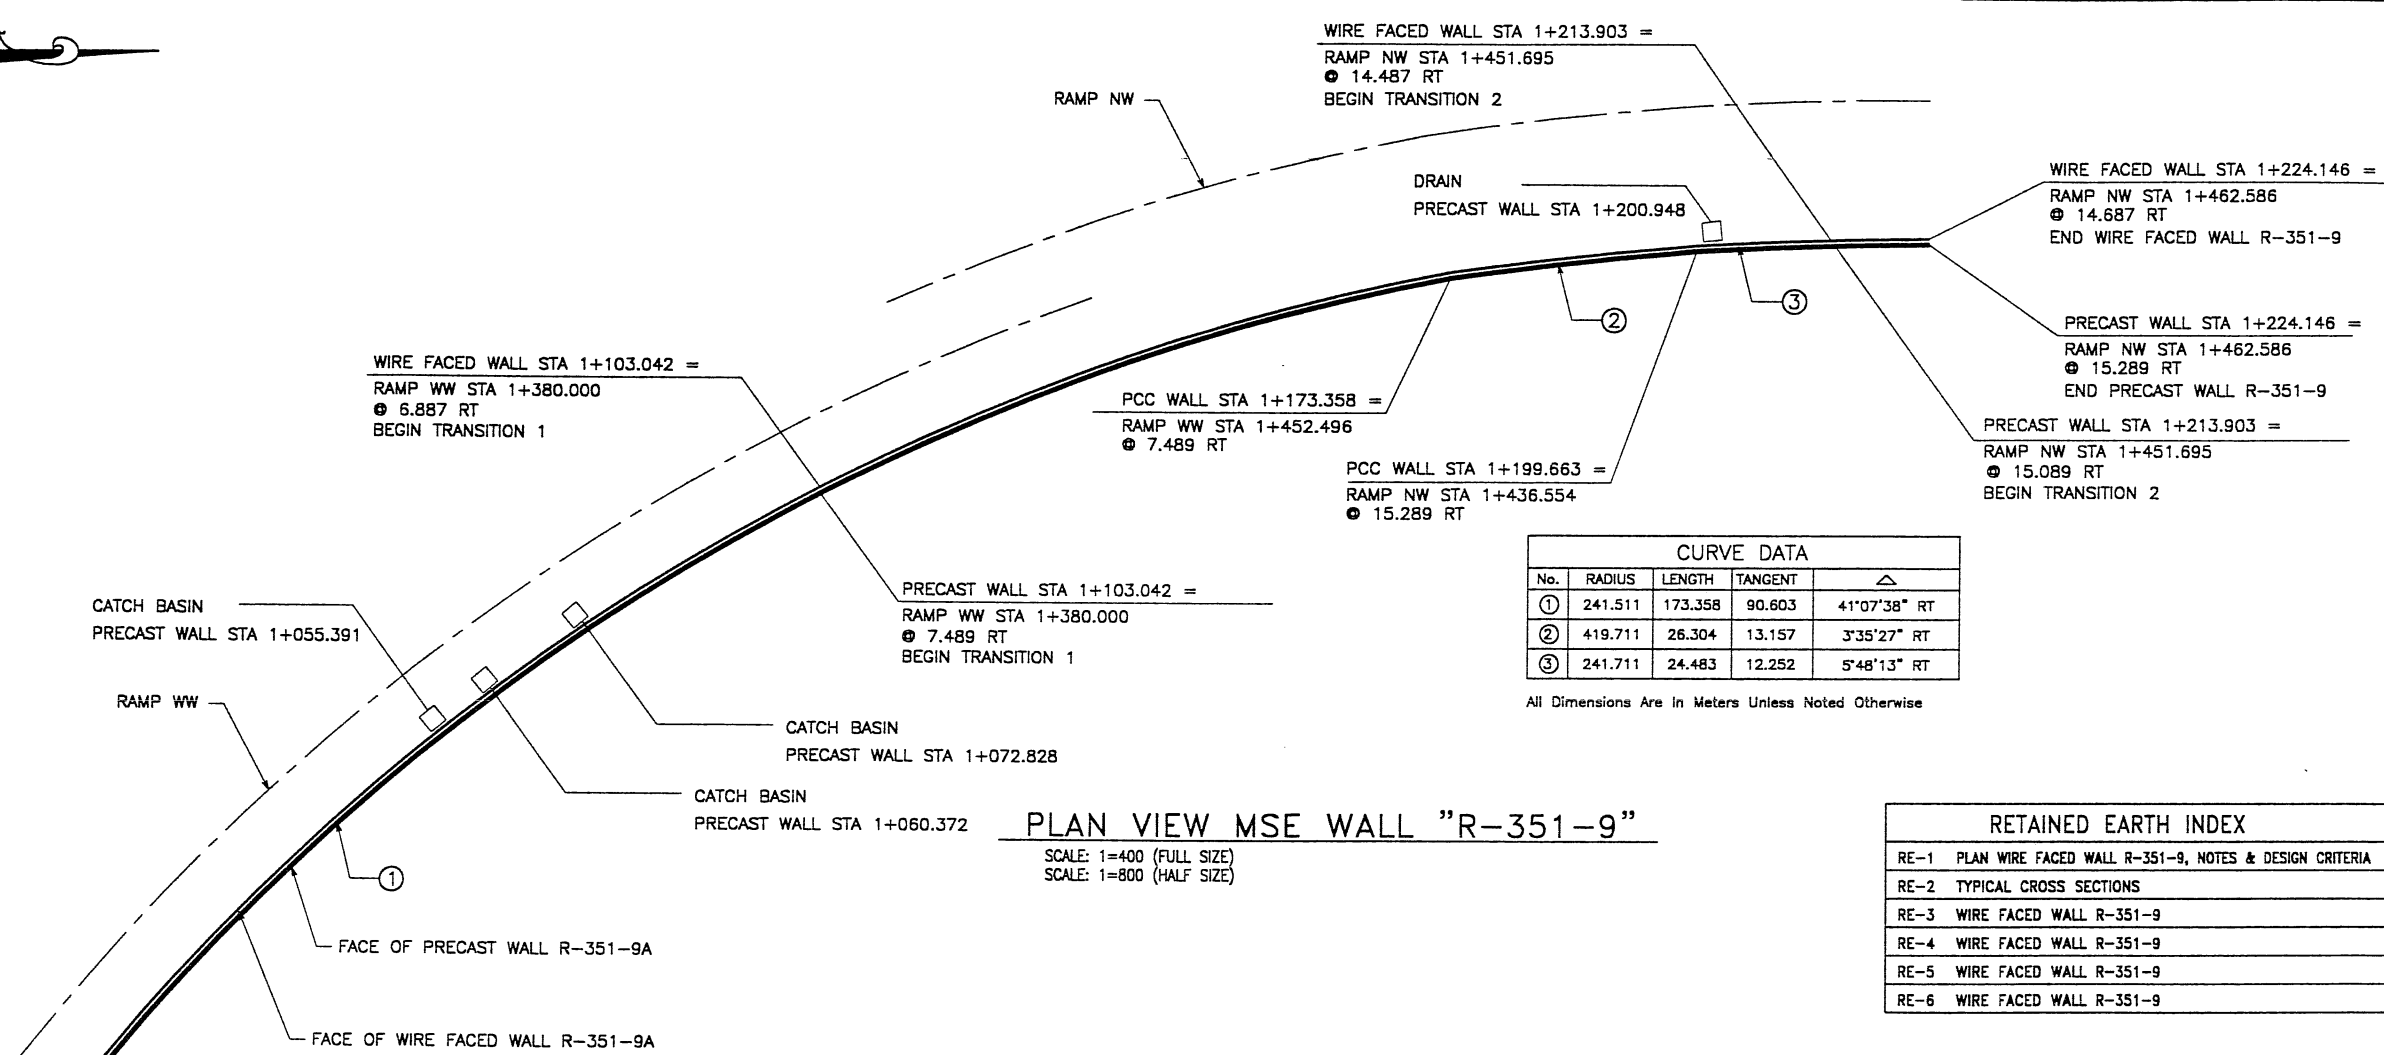 WIRE FACED WALL STA 1+213.903 =
RAMP NW STA 1+451.695
@ 14.487 RT
BEGIN TRANSITION 2
RAMP NW
DRAIN
PRECAST WALL STA 1+200.948
WIRE FACED WALL STA 1+224.146 =
RAMP NW STA 1+462.586
@ 14.687 RT
END WIRE FACED WALL R-351-9
PRECAST WALL STA 1+224.146 =
RAMP NW STA 1+462.586
@ 15.289 RT
END PRECAST WALL R-351-9
PRECAST WALL STA 1+213.903 =
RAMP NW STA 1+451.695
@ 15.089 RT
BEGIN TRANSITION 2
2
3
WIRE FACED WALL STA 1+103.042 =
RAMP WW STA 1+380.000
@ 6.887 RT
BEGIN TRANSITION 1
PCC WALL STA 1+173.358 =
RAMP WW STA 1+452.496
@ 7.489 RT
PCC WALL STA 1+199.663 =
RAMP NW STA 1+436.554
@ 15.289 RT
PRECAST WALL STA 1+103.042 =
RAMP WW STA 1+380.000
@ 7.489 RT
BEGIN TRANSITION 1
CURVE DATA
No. RADIUS LENGTH TANGENT △
1 241.511 173.358 90.603 41°07'38" RT
2 419.711 26.304 13.157 3°35'27" RT
3 241.711 24.483 12.252 5°48'13" RT
All Dimensions Are In Meters Unless Noted Otherwise
CATCH BASIN
PRECAST WALL STA 1+055.391
RAMP WW
CATCH BASIN
PRECAST WALL STA 1+072.828
CATCH BASIN
PRECAST WALL STA 1+060.372
1
FACE OF PRECAST WALL R-351-9A
FACE OF WIRE FACED WALL R-351-9A
PLAN VIEW MSE WALL "R-351-9"
SCALE: 1=400 (FULL SIZE)
SCALE: 1=800 (HALF SIZE)
RETAINED EARTH INDEX
RE-1 PLAN WIRE FACED WALL R-351-9, NOTES & DESIGN CRITERIA
RE-2 TYPICAL CROSS SECTIONS
RE-3 WIRE FACED WALL R-351-9
RE-4 WIRE FACED WALL R-351-9
RE-5 WIRE FACED WALL R-351-9
RE-6 WIRE FACED WALL R-351-9